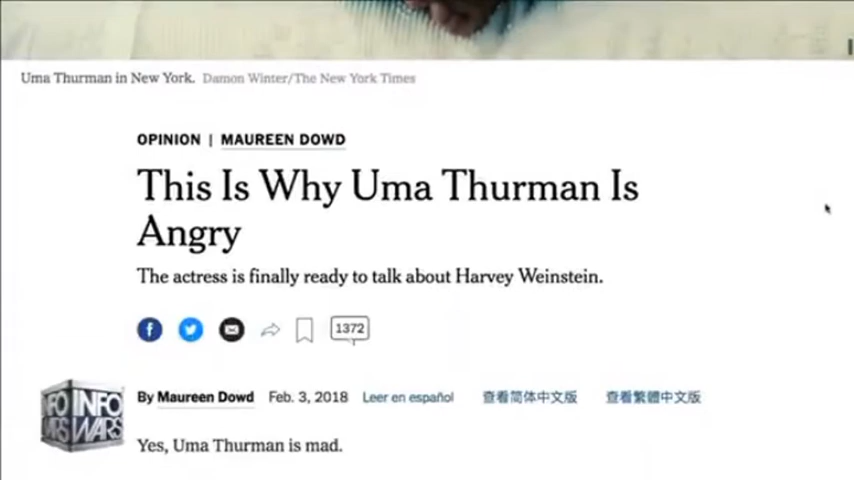 Uma Thurman in New York. Damon Winter/The New York Times
OPINION | MAUREEN DOWD
This Is Why Uma Thurman Is
Angry
The actress is finally ready to talk about Harvey Weinstein.
1372
By Maureen Dowd Feb. 3, 2018 Leer en español 查看简体中文版 查看繁體中文版
INFO INFO
WARS WARS
Yes, Uma Thurman is mad.